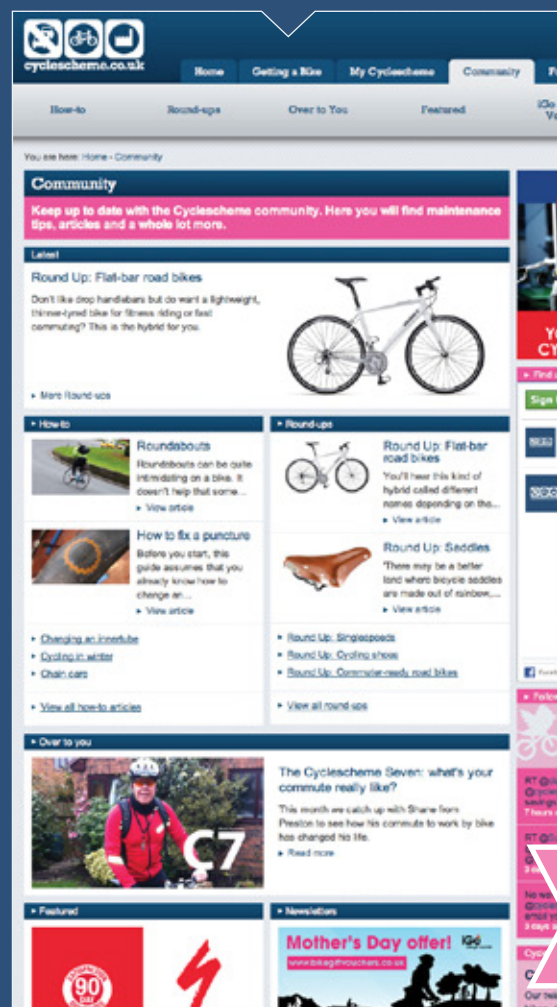 cyclescheme.co.uk
Home
Getting a Bike
My Cyclescheme
Community
How-to
Round-ups
Over to You
Featured
iGo
You are here: Home - Community
Community
Keep up to date with the Cyclescheme community. Here you will find maintenance
tips, articles and a whole lot more.
Latest
Round Up: Flat-bar road bikes
Don't like drop handlebars but do want a lightweight,
thinner-tyred bike for fitness riding or fast
commuting? This is the hybrid for you.
More Round-ups
How-to
Roundabouts
Roundabouts can be quite
intimidating on a bike. It
doesn't help that some...
View article
How to fix a puncture
Before you start, this
guide assumes that you
already know how to
change an...
View article
Changing an innertube
Cycling in winter
Chain care
View all how-to articles
Round-ups
Round Up: Flat-bar
road bikes
You'll hear this kind of
hybrid called different
names depending on the...
View article
Round Up: Saddles
There may be a better
land where bicycle saddles
are made out of rainbow,...
View article
Round Up: Singlespeeds
Round Up: Cycling shoes
Round Up: Commuter-ready road bikes
View all round-ups
Over to you
C7
The Cyclescheme Seven: what's your
commute really like?
This month we catch up with Shane from
Preston to see how his commute to work by bike
has changed his life.
Read more
Featured
90
DAY
Newsletters
Mother's Day offer!
iGo
www.bikegiftvouchers.co.uk
Sign